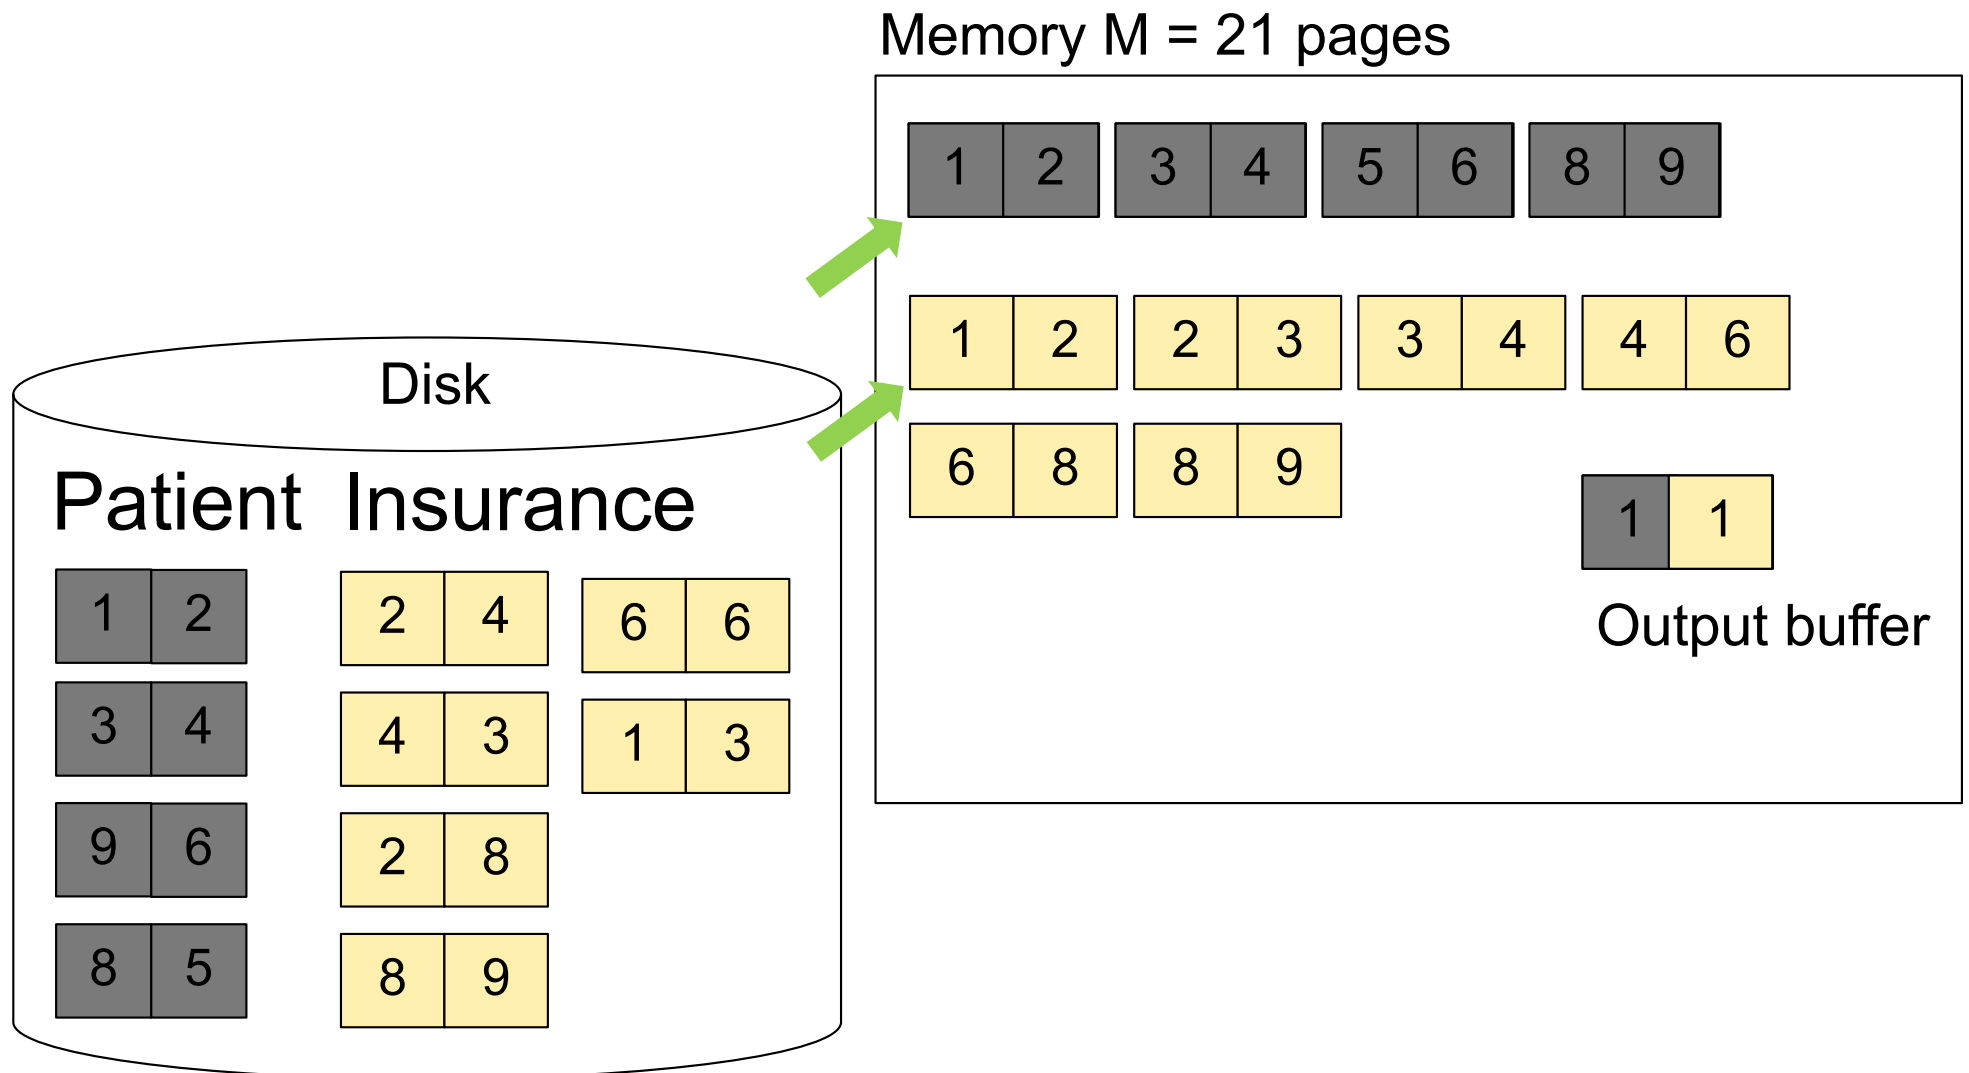 Memory M = 21 pages
1 2 3 4 5 6 8 9
1 2 2 3 3 4 4 6
6 8 8 9
1 1
Output buffer
Disk
Patient Insurance
1 2 2 4 6 6
3 4 4 3 1 3
9 6 2 8
8 5 8 9